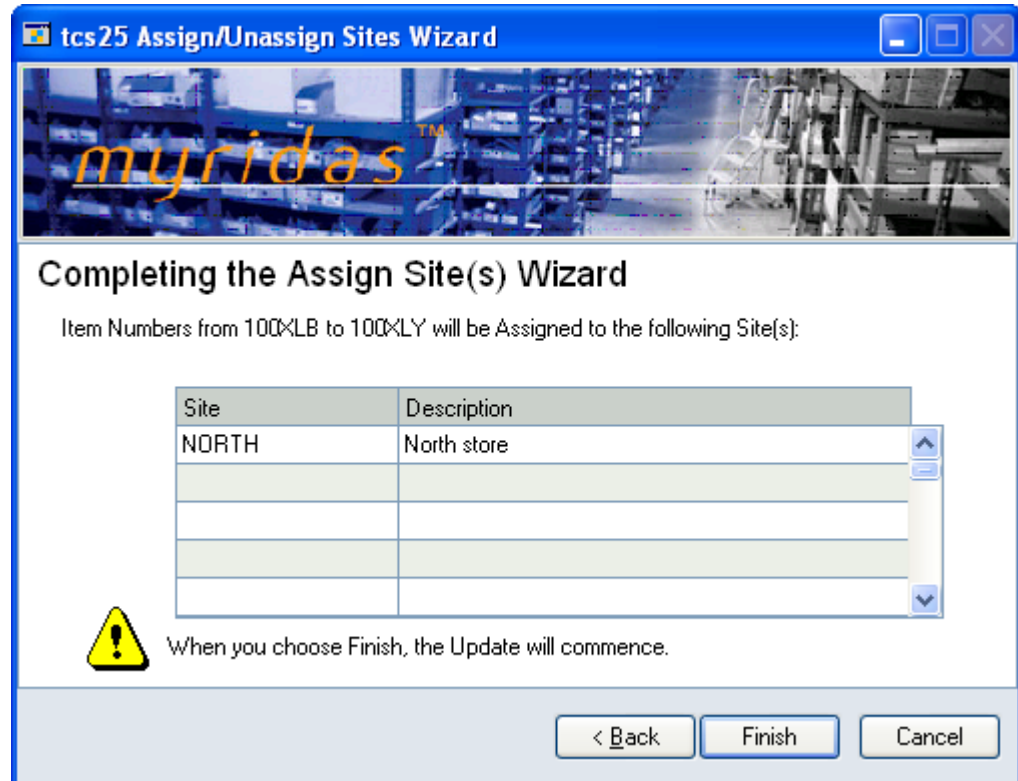 tcs25 Assign/Unassign Sites Wizard
myridas™
Completing the Assign Site(s) Wizard
Item Numbers from 100XLB to 100XLY will be Assigned to the following Site(s):
Site Description
NORTH North store
When you choose Finish, the Update will commence.
< Back Finish Cancel